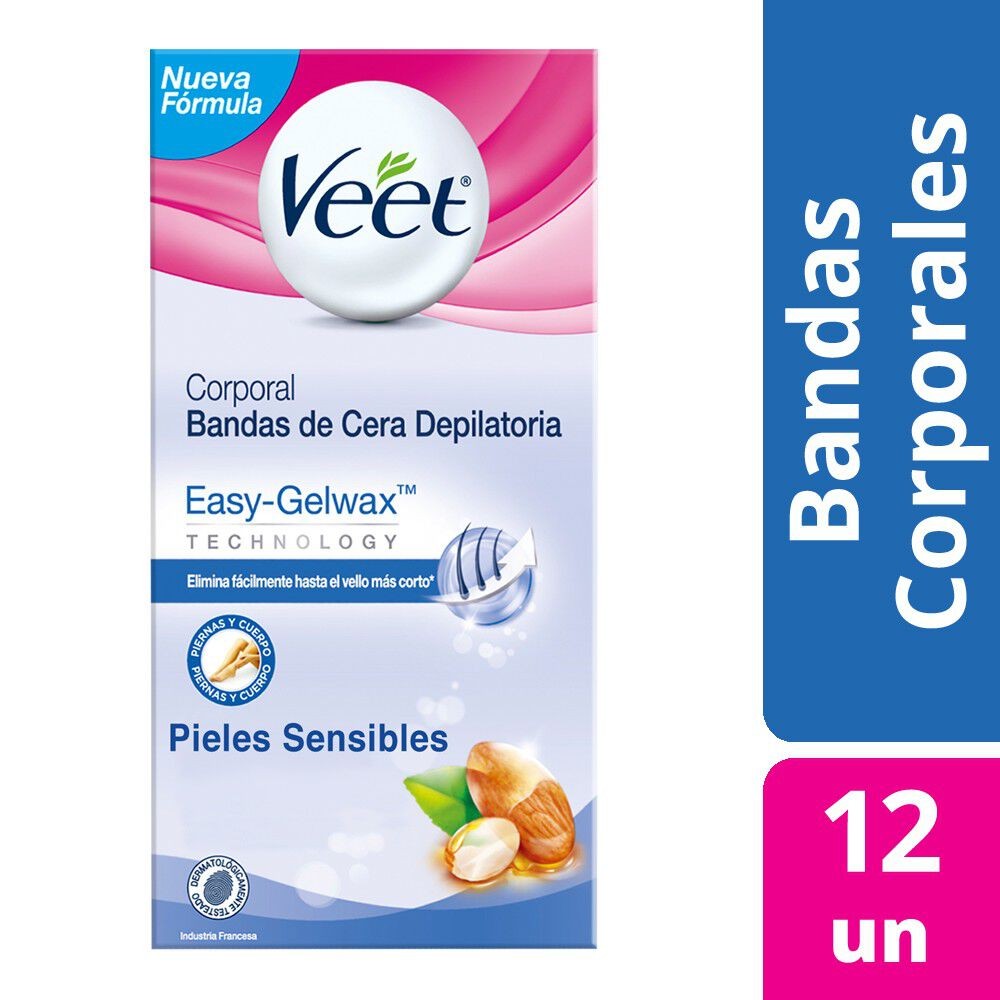 Nueva
Fórmula
Veet®
Corporal
Bandas de Cera Depilatoria
Easy-Gelwax™
TECHNOLOGY
Elimina fácilmente hasta el vello más corto*
PIERNAS Y CUERPO
PIERNAS Y CUERPO
Pieles Sensibles
DERMATOLÓGICAMENTE TESTEADO
Industria Francesa
Bandas
Corporales
12
un